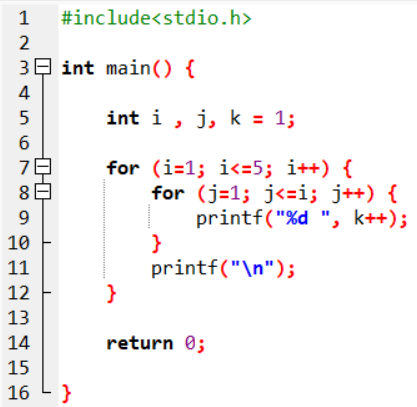 1 #include<stdio.h>
2
3 int main() {
4
5 int i , j, k = 1;
6
7 for (i=1; i<=5; i++) {
8 for (j=1; j<=i; j++) {
9 printf("%d ", k++);
10 }
11 printf("\n");
12 }
13
14 return 0;
15
16 }